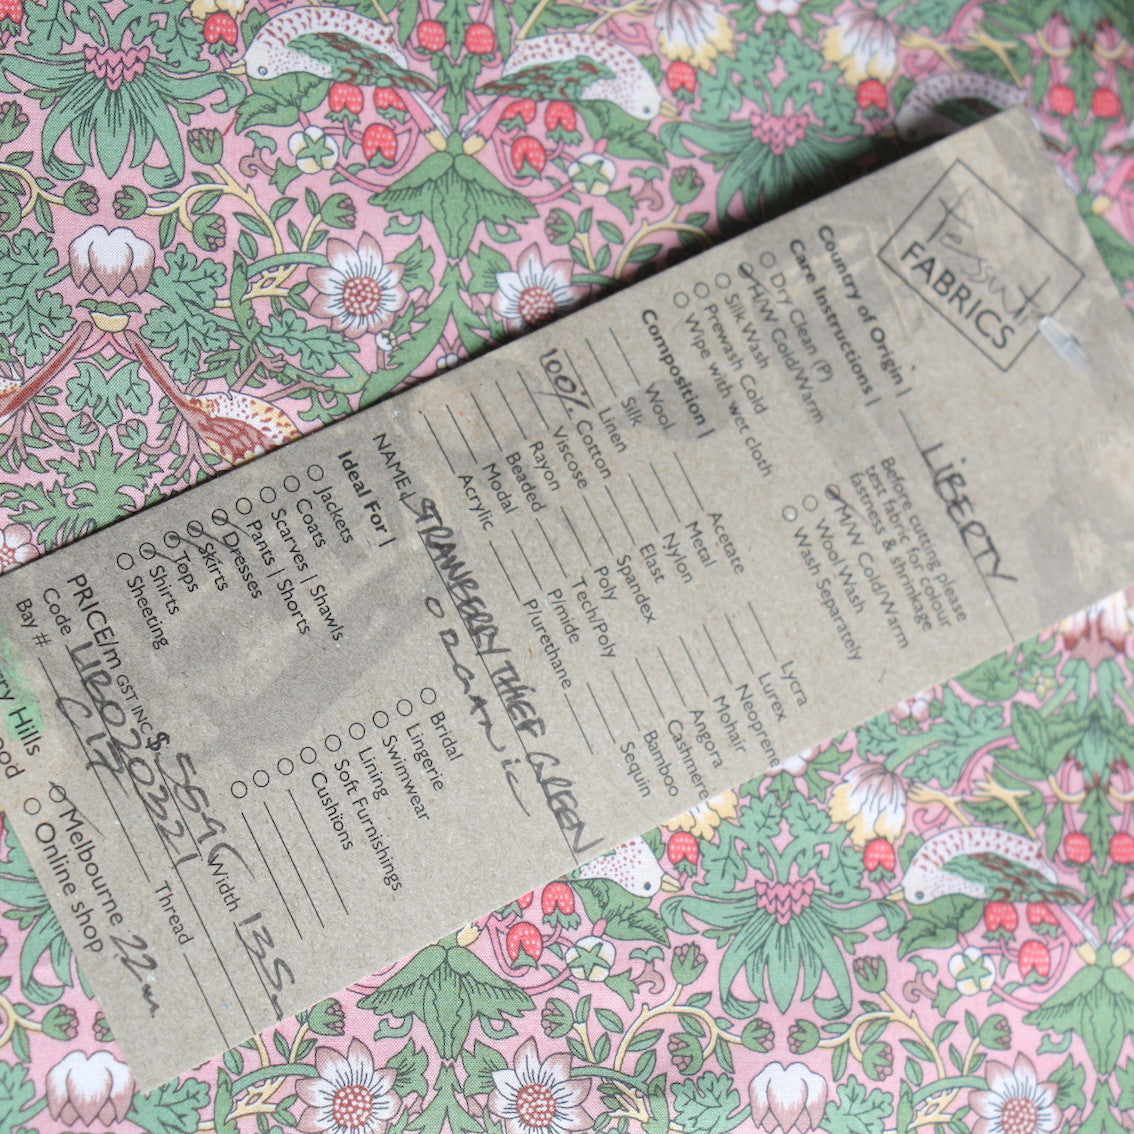 Tessuti
FABRICS
Country of Origin | LIBERTY
Care Instructions |
Before cutting please
test fabric for colour
fastness & shrinkage
Dry Clean (P)
H/W Cold/Warm
Silk Wash
Prewash Cold
Wipe with wet cloth
M/W Cold/Warm
Wool Wash
Wash Separately
Composition |
Wool
Silk
Linen
100% Cotton
Viscose
Rayon
Beaded
Modal
Acrylic
Acetate
Metal
Nylon
Elast
Spandex
Poly
Tech/Poly
P/mide
P/urethane
Lycra
Lurex
Neoprene
Mohair
Angora
Cashmere
Bamboo
Sequin
NAME | STRAWBERRY THIEF GREEN
ORGANIC
Ideal For |
Jackets
Coats
Scarves | Shawls
Pants | Shorts
Dresses
Skirts
Tops
Shirts
Sheeting
Bridal
Lingerie
Swimwear
Lining
Soft Furnishings
Cushions
PRICE/m GST INC $ Width 135
Code LIB02020321
Bay # C17 Thread
Hills
Melbourne 22m
Online shop